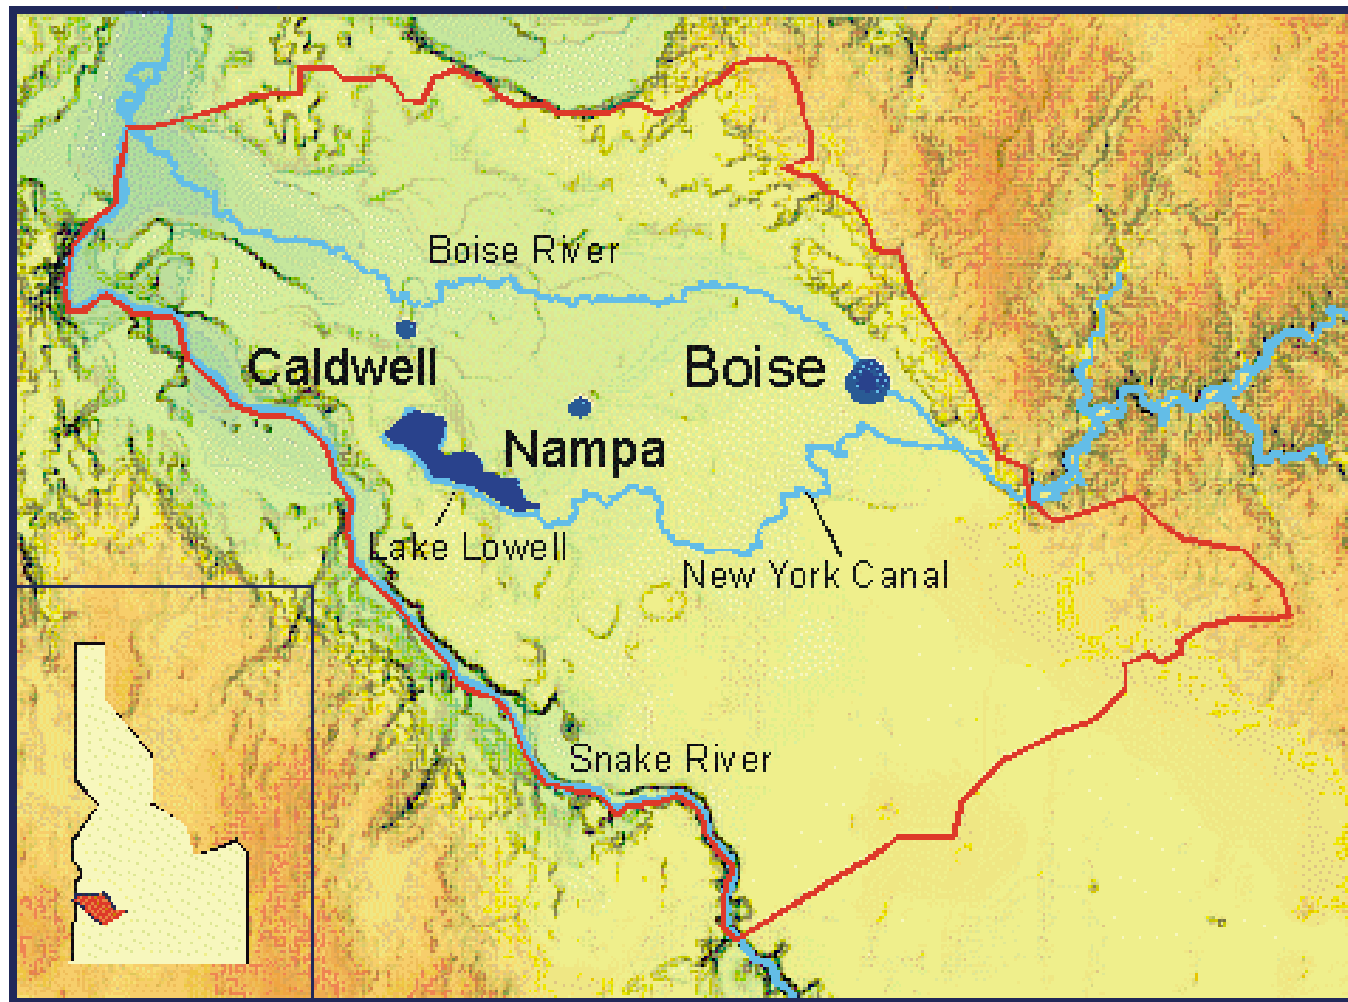 Boise River
Caldwell
Boise
Nampa
Lake Lowell
New York Canal
Snake River